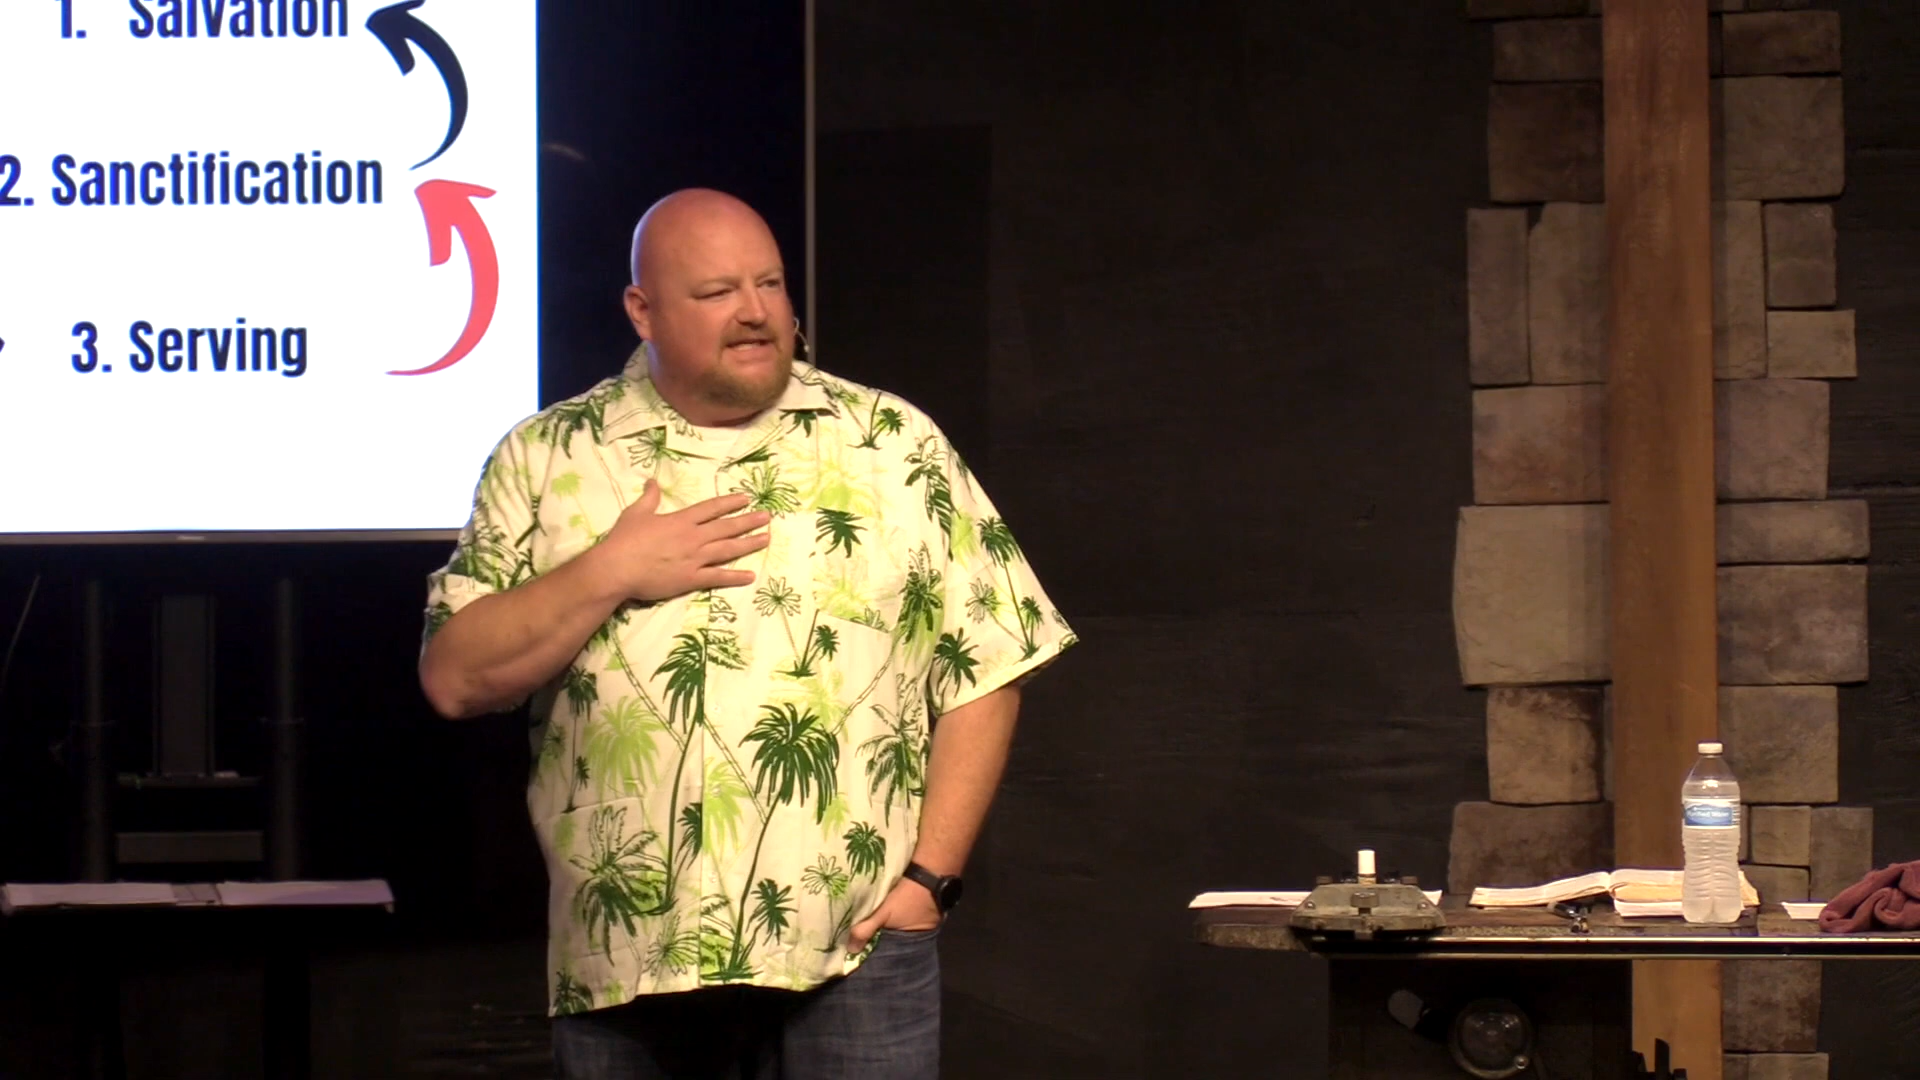 1. Salvation
2. Sanctification
3. Serving